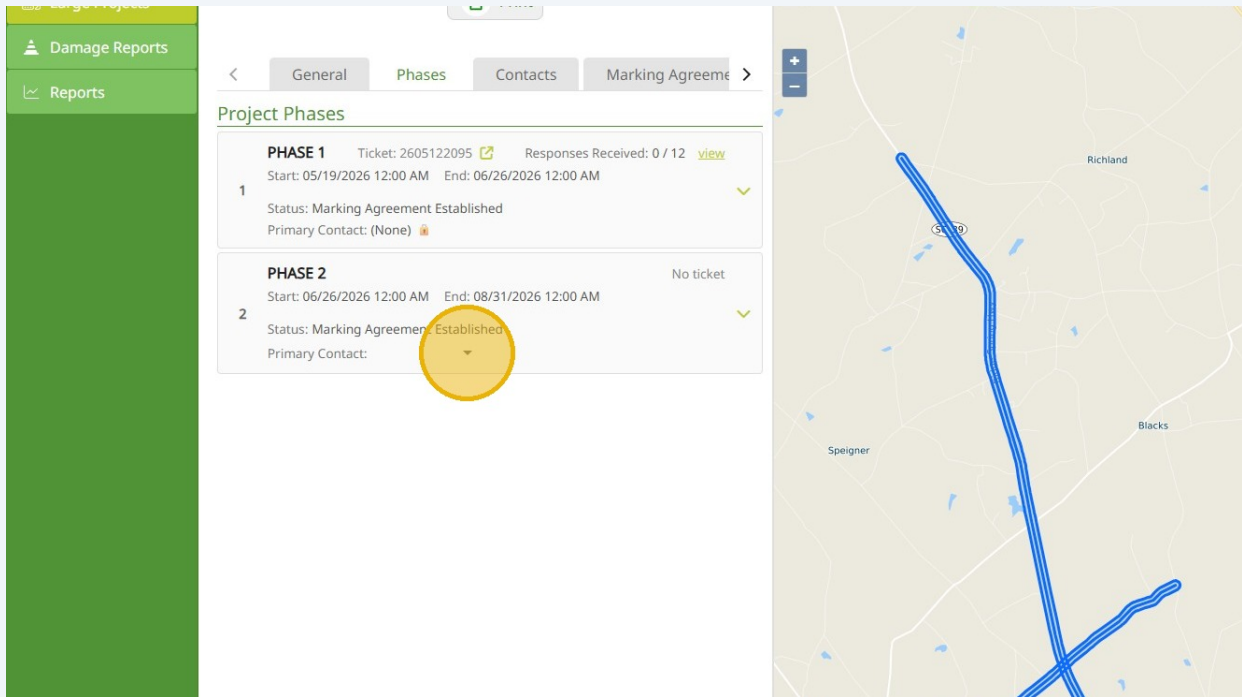 Large Projects
Damage Reports
Reports
General Phases Contacts Marking Agreeme
Project Phases
PHASE 1 Ticket: 2605122095 Responses Received: 0 / 12 view
Start: 05/19/2026 12:00 AM End: 06/26/2026 12:00 AM
1
Status: Marking Agreement Established
Primary Contact: (None)
PHASE 2 No ticket
Start: 06/26/2026 12:00 AM End: 08/31/2026 12:00 AM
2
Status: Marking Agreement Established
Primary Contact:
+
−
Richland
Blacks
Speigner